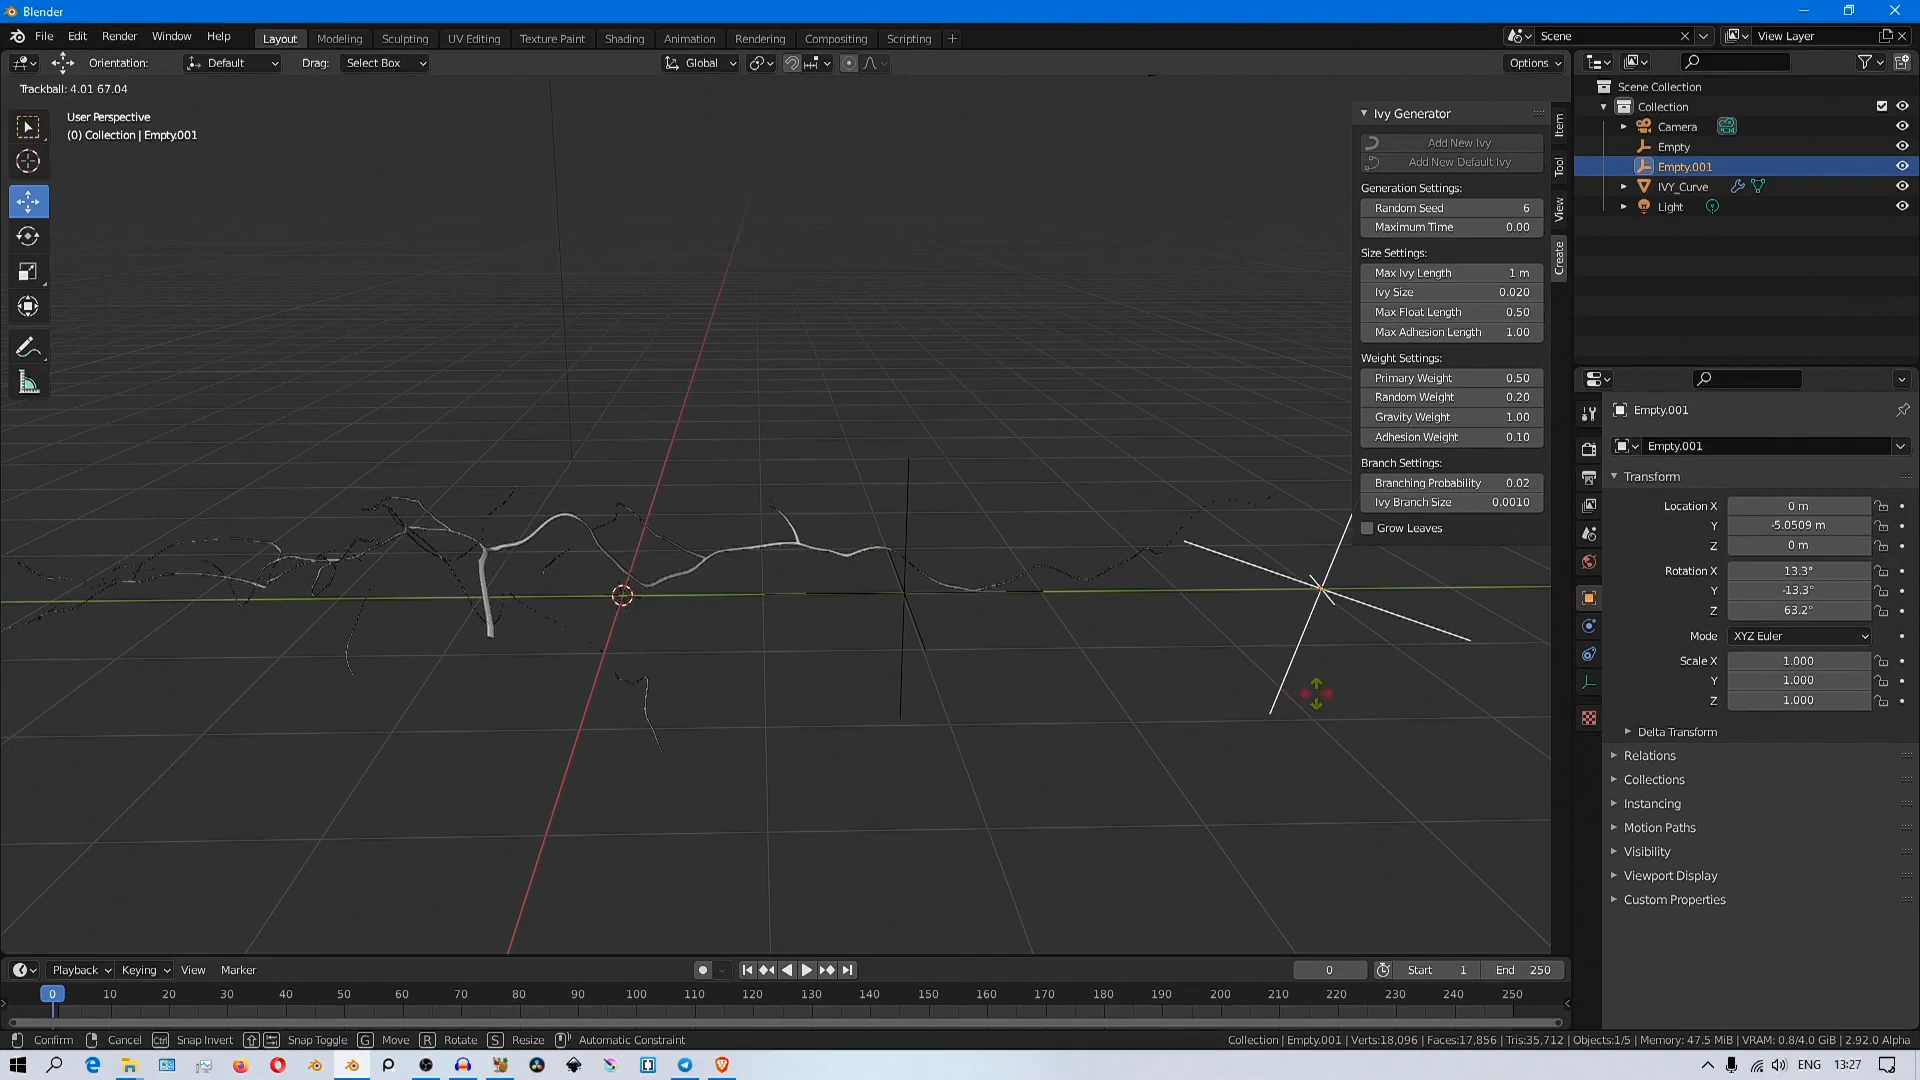 Blender
File Edit Render Window Help
Layout Modeling Sculpting UV Editing Texture Paint Shading Animation Rendering Compositing Scripting +
Scene
View Layer
Orientation: Default Drag: Select Box
Global
Options
Trackball: 4.01 67.04
User Perspective
(0) Collection | Empty.001
Ivy Generator
Add New Ivy
Add New Default Ivy
Generation Settings:
Random Seed 6
Maximum Time 0.00
Size Settings:
Max Ivy Length 1 m
Ivy Size 0.020
Max Float Length 0.50
Max Adhesion Length 1.00
Weight Settings:
Primary Weight 0.50
Random Weight 0.20
Gravity Weight 1.00
Adhesion Weight 0.10
Branch Settings:
Branching Probability 0.02
Ivy Branch Size 0.0010
Grow Leaves
Item
Tool
View
Create
Scene Collection
Collection
Camera
Empty
Empty.001
IVY_Curve
Light
Empty.001
Empty.001
Transform
Location X 0 m
Y -5.0509 m
Z 0 m
Rotation X 13.3°
Y -13.3°
Z 63.2°
Mode XYZ Euler
Scale X 1.000
Y 1.000
Z 1.000
Delta Transform
Relations
Collections
Instancing
Motion Paths
Visibility
Viewport Display
Custom Properties
Playback Keying View Marker
0 Start 1 End 250
0 10 20 30 40 50 60 70 80 90 100 110 120 130 140 150 160 170 180 190 200 210 220 230 240 250
Confirm Cancel Ctrl Snap Invert Snap Toggle G Move R Rotate S Resize Automatic Constraint
Collection | Empty.001 | Verts:18,096 | Faces:17,856 | Tris:35,712 | Objects:1/5 | Memory: 47.5 MiB | VRAM: 0.8/4.0 GiB | 2.92.0 Alpha
ENG 13:27